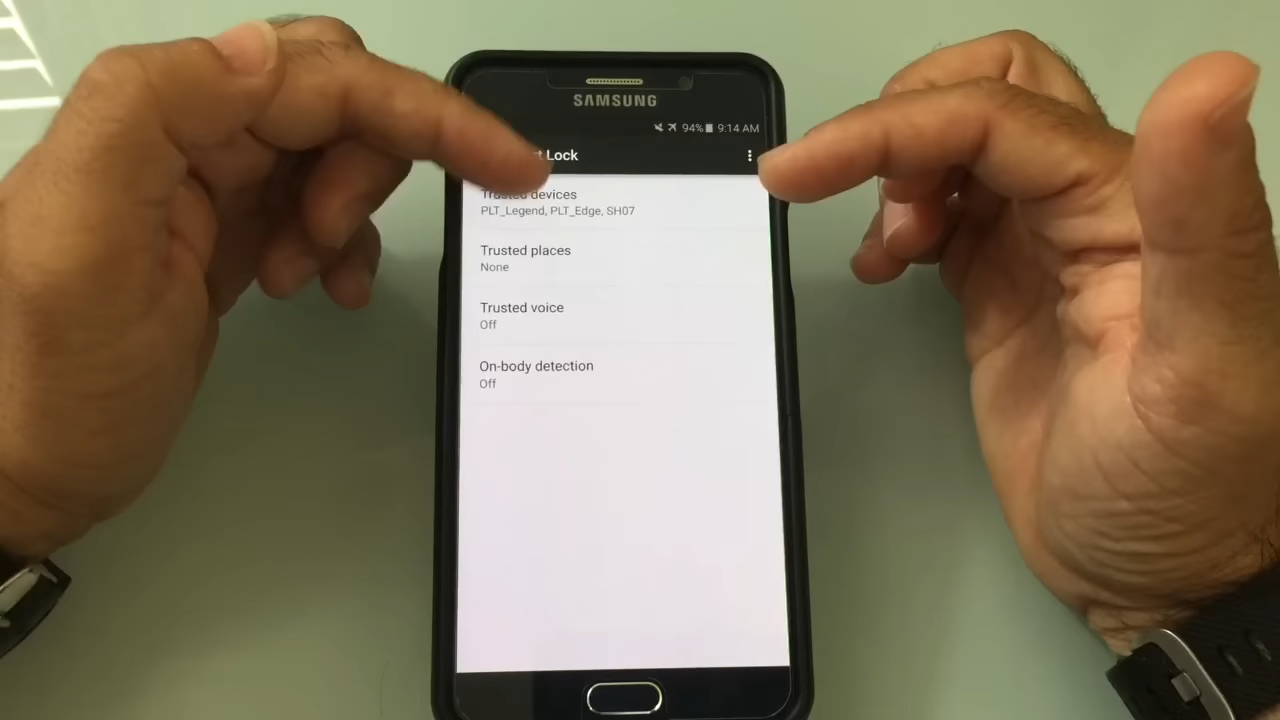 SAMSUNG
94% 9:14 AM
t Lock
Trusted devices
PLT_Legend, PLT_Edge, SH07
Trusted places
None
Trusted voice
Off
On-body detection
Off